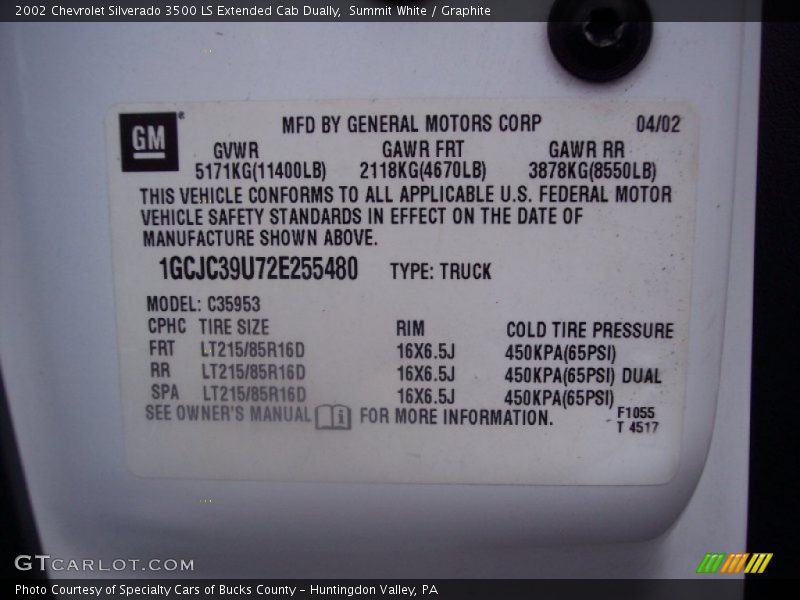 2002 Chevrolet Silverado 3500 LS Extended Cab Dually,  Summit White / Graphite
GM®
MFD BY GENERAL MOTORS CORP 04/02
GVWR GAWR FRT GAWR RR
5171KG(11400LB) 2118KG(4670LB) 3878KG(8550LB)
THIS VEHICLE CONFORMS TO ALL APPLICABLE U.S. FEDERAL MOTOR
VEHICLE SAFETY STANDARDS IN EFFECT ON THE DATE OF
MANUFACTURE SHOWN ABOVE.
1GCJC39U72E255480 TYPE: TRUCK
MODEL: C35953
CPHC TIRE SIZE RIM COLD TIRE PRESSURE
FRT LT215/85R16D 16X6.5J 450KPA(65PSI)
RR LT215/85R16D 16X6.5J 450KPA(65PSI) DUAL
SPA LT215/85R16D 16X6.5J 450KPA(65PSI)
SEE OWNER'S MANUAL i FOR MORE INFORMATION.
F1055
T 4517
GTCARLOT.COM
Photo Courtesy of Specialty Cars of Bucks County - Huntingdon Valley, PA